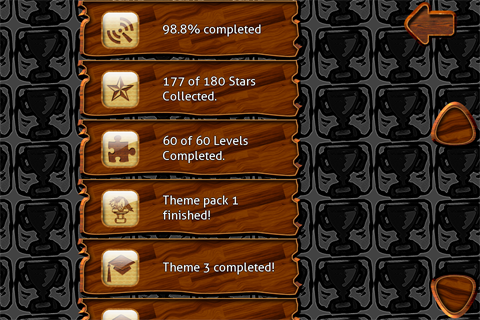 98.8% completed
177 of 180 Stars
Collected.
60 of 60 Levels
Completed.
Theme pack 1
finished!
Theme 3 completed!